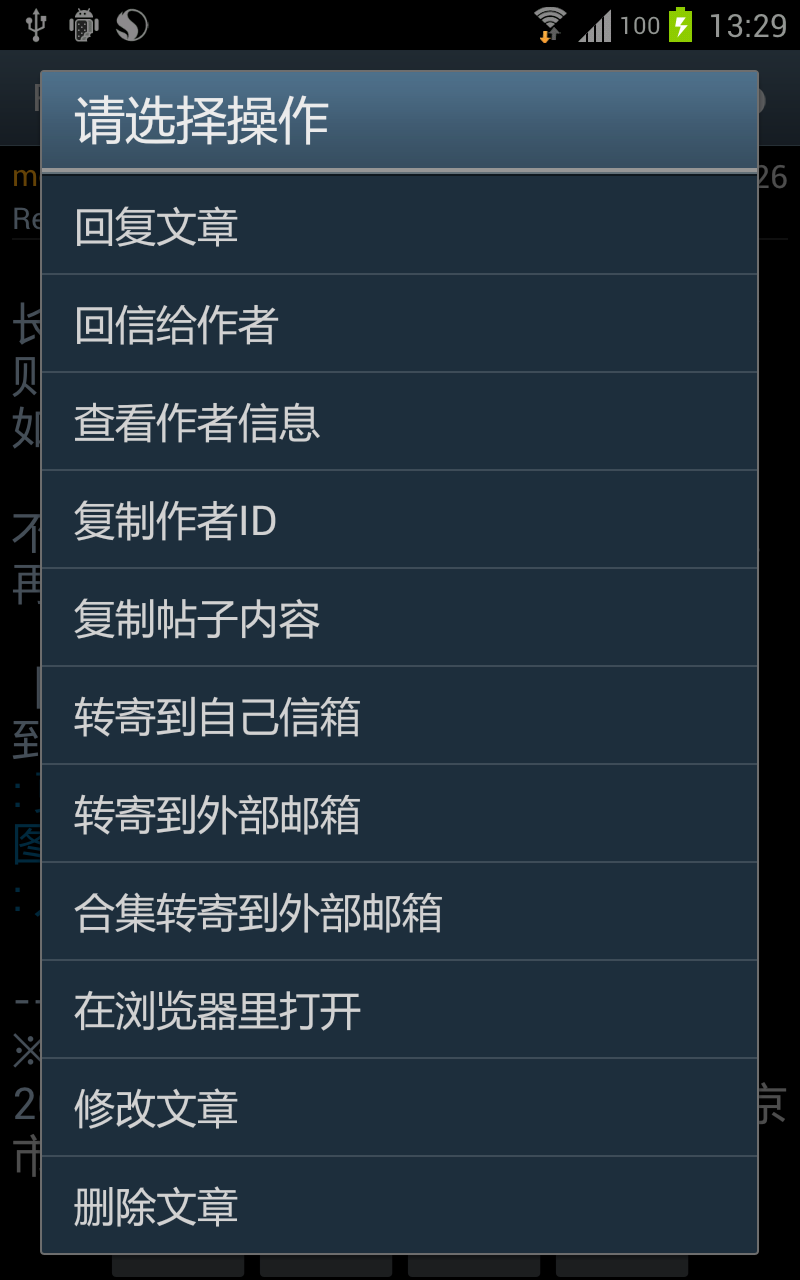 100 13:29
请选择操作
26
回复文章
回信给作者
查看作者信息
复制作者ID
复制帖子内容
转寄到自己信箱
转寄到外部邮箱
合集转寄到外部邮箱
在浏览器里打开
修改文章
删除文章